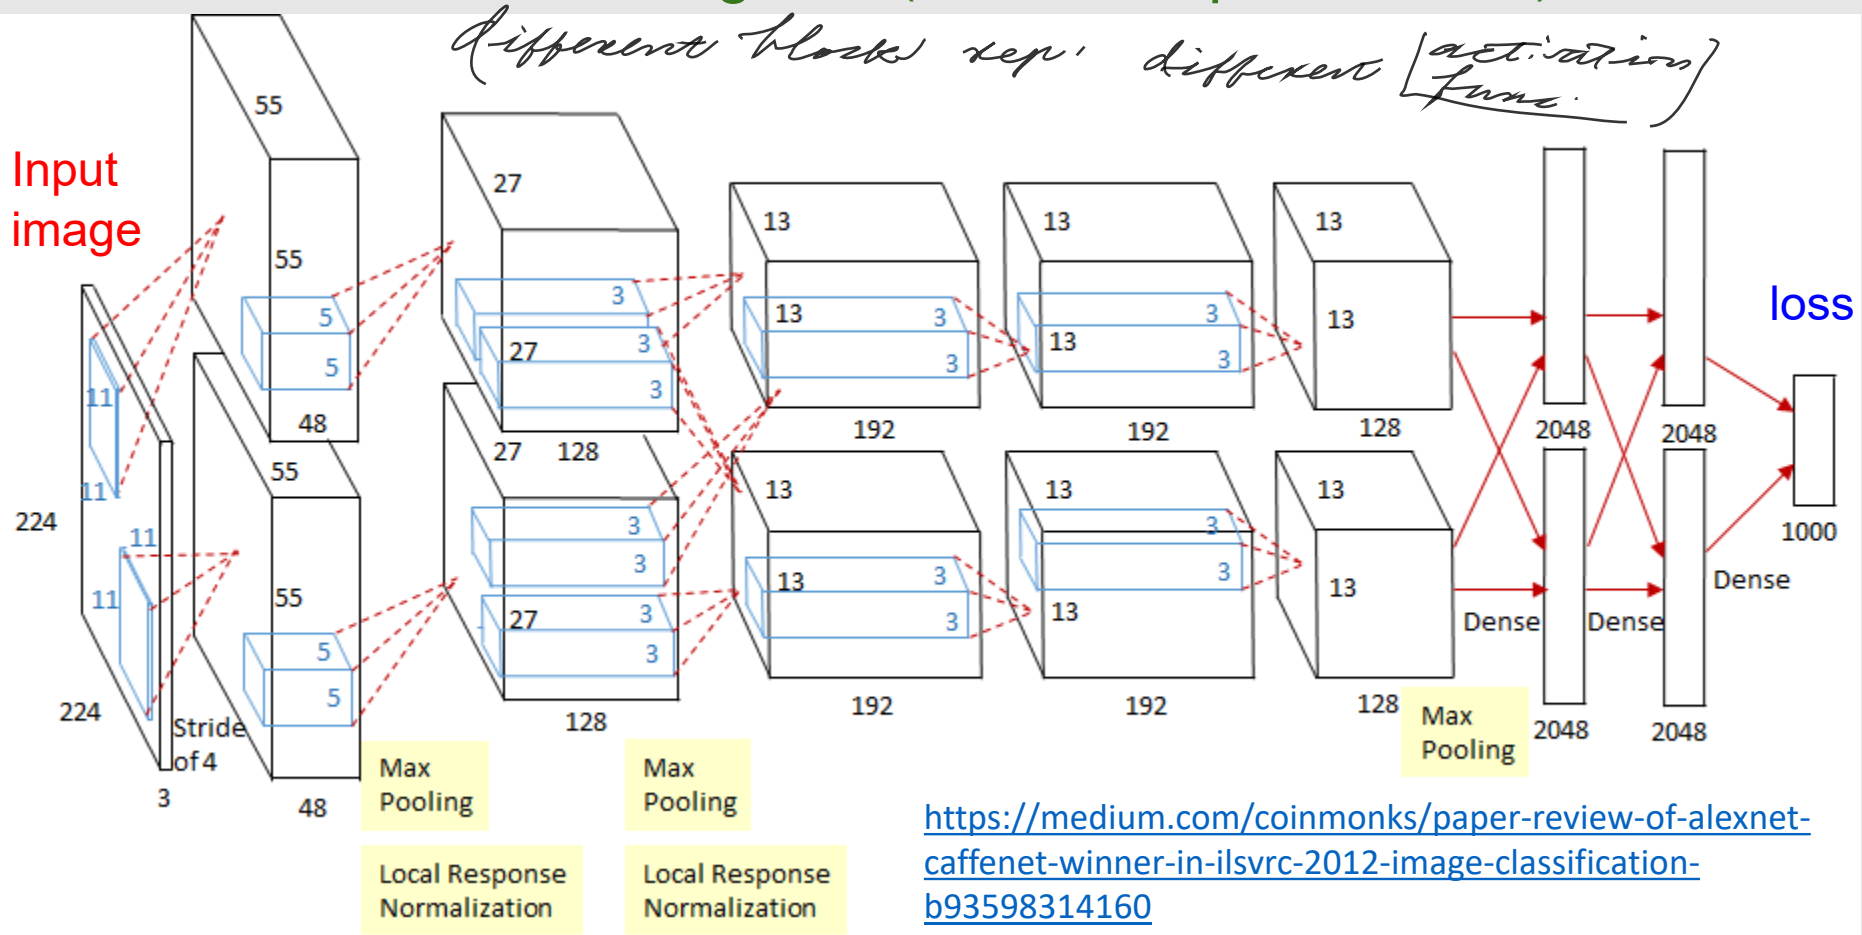 different blocks rep. different [activation
func.]
Input
image
55
55
48
5
5
27
27
128
3
3
3
13
13
192
3
3
13
13
192
3
3
13
13
128
2048
2048
loss
11
11
224
224
11
11
3
Stride
of 4
55
55
48
5
5
27
27
128
3
3
3
3
13
13
192
3
3
13
13
192
3
3
13
13
128
2048
2048
1000
Dense
Dense
Dense
Max
Pooling
Max
Pooling
Max
Pooling
Local Response
Normalization
Local Response
Normalization
https://medium.com/coinmonks/paper-review-of-alexnet-
caffenet-winner-in-ilsvrc-2012-image-classification-
b93598314160